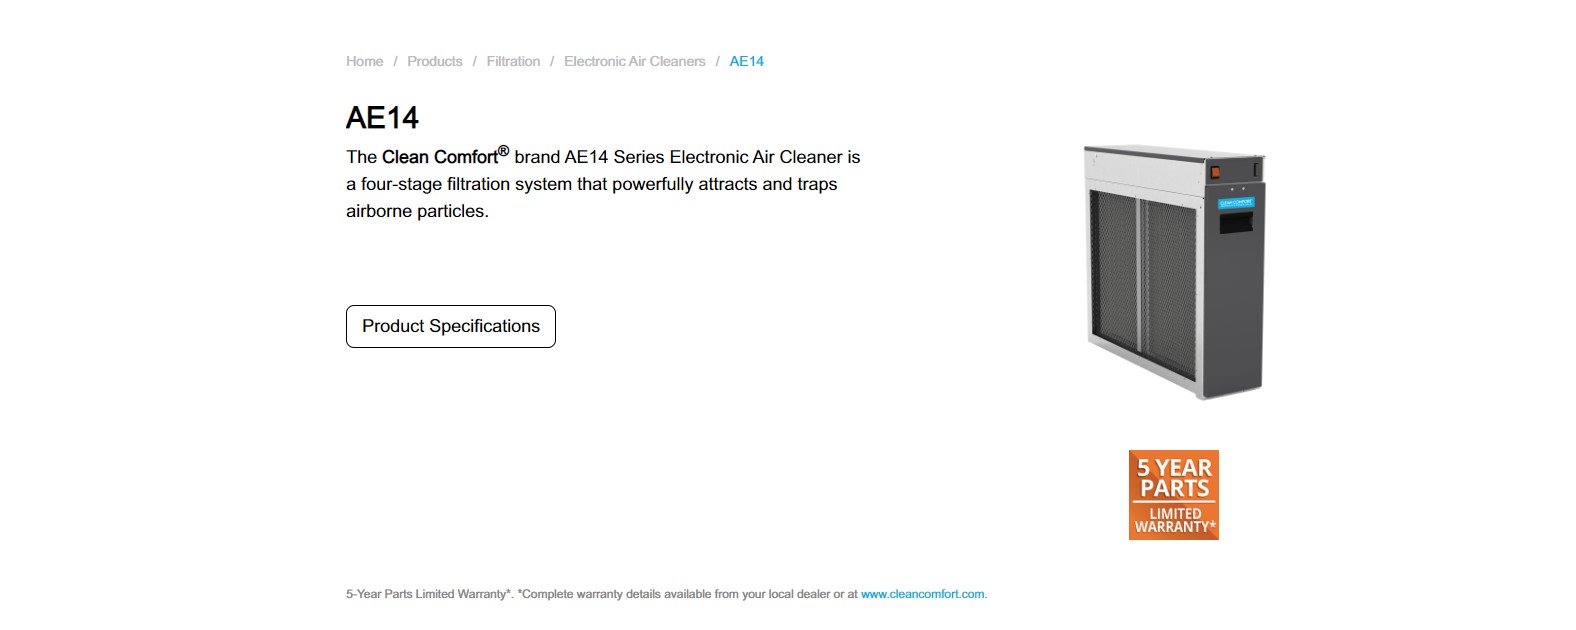 Home / Products / Filtration / Electronic Air Cleaners / AE14
AE14
The Clean Comfort® brand AE14 Series Electronic Air Cleaner is
a four-stage filtration system that powerfully attracts and traps
airborne particles.
Product Specifications
CLEAN COMFORT
5 YEAR
PARTS
LIMITED
WARRANTY*
5-Year Parts Limited Warranty*. *Complete warranty details available from your local dealer or at www.cleancomfort.com.